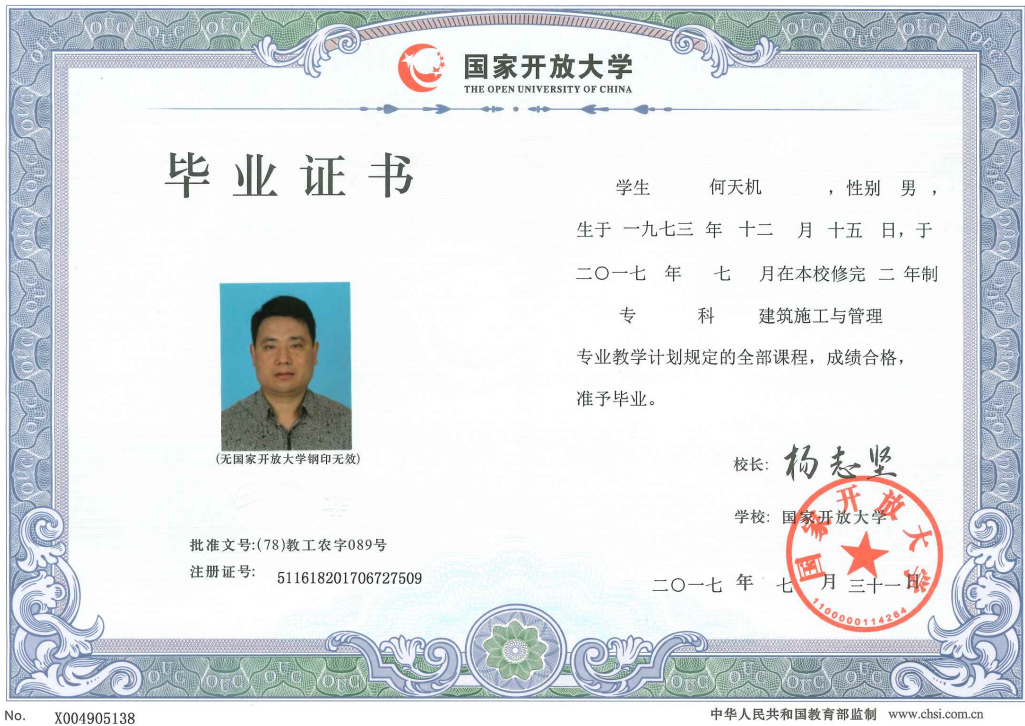 国家开放大学
THE OPEN UNIVERSITY OF CHINA
毕业证书
学生 何天机 ，性别 男 ，
生于 一九七三 年 十二 月 十五 日，于
二〇一七 年 七 月在本校修完 二 年制
专 科 建筑施工与管理
专业教学计划规定的全部课程，成绩合格，
准予毕业。
(无国家开放大学钢印无效)
校长: 杨志坚
学校: 国家开放大学
批准文号:(78)教工农字089号
注册证号: 511618201706727509
二〇一七 年 七 月 三十一日
国家开放大学
1100000114264
No. X004905138
中华人民共和国教育部监制 www.chsi.com.cn